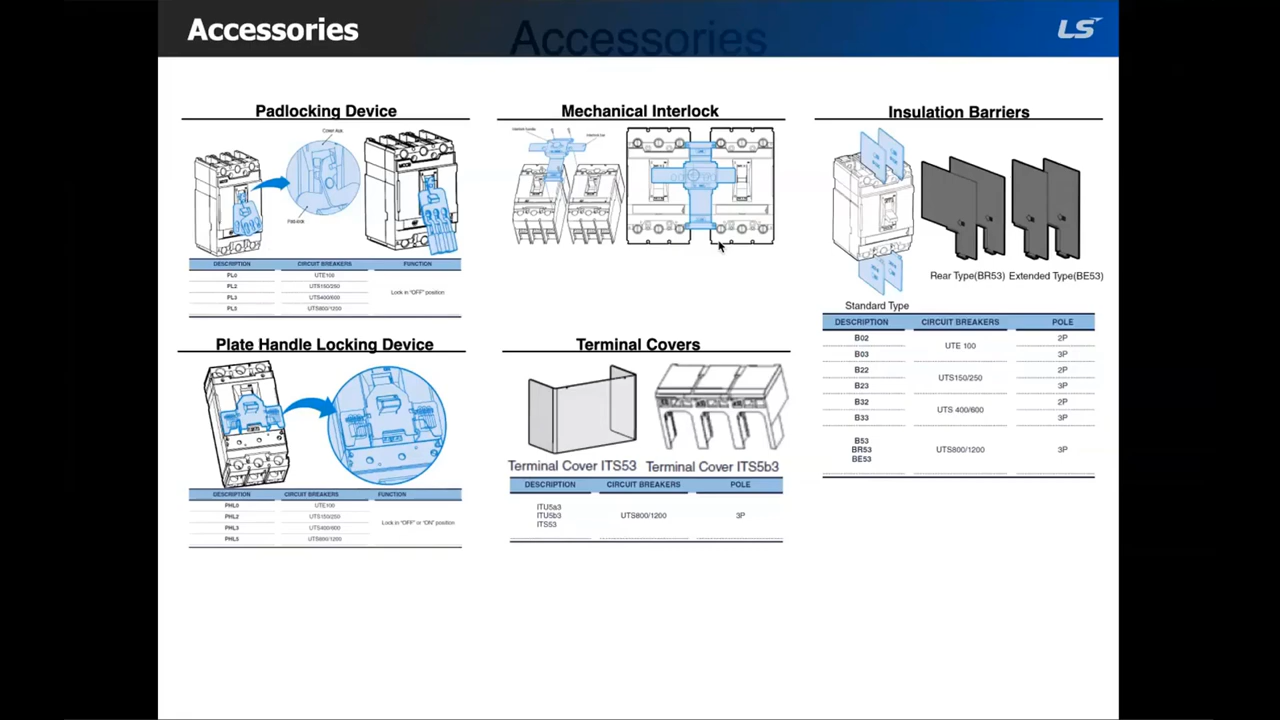 Accessories
Accessories
LS
Padlocking Device
Cover-lock
DESCRIPTION CIRCUIT BREAKERS FUNCTION
PL0 UTE100
PL2 UTS150/250
PL3 UTS400/600
PL5 UTS800/1200
Lock in "OFF" position
Plate Handle Locking Device
DESCRIPTION CIRCUIT BREAKERS FUNCTION
PHL0 UTE100
PHL2 UTS150/250
PHL3 UTS400/600
PHL5 UTS800/1200
Lock in "OFF" or "ON" position
Mechanical Interlock
Terminal Covers
Terminal Cover ITS53 Terminal Cover ITS5b3
DESCRIPTION CIRCUIT BREAKERS POLE
ITU5a3
ITU5b3 UTS800/1200 3P
ITS53
Insulation Barriers
Rear Type(BR53) Extended Type(BE53)
Standard Type
DESCRIPTION CIRCUIT BREAKERS POLE
B02 2P
UTE 100
B03 3P
B22 2P
UTS150/250
B23 3P
B32 2P
UTS 400/600
B33 3P
B53
BR53 UTS800/1200 3P
BE53